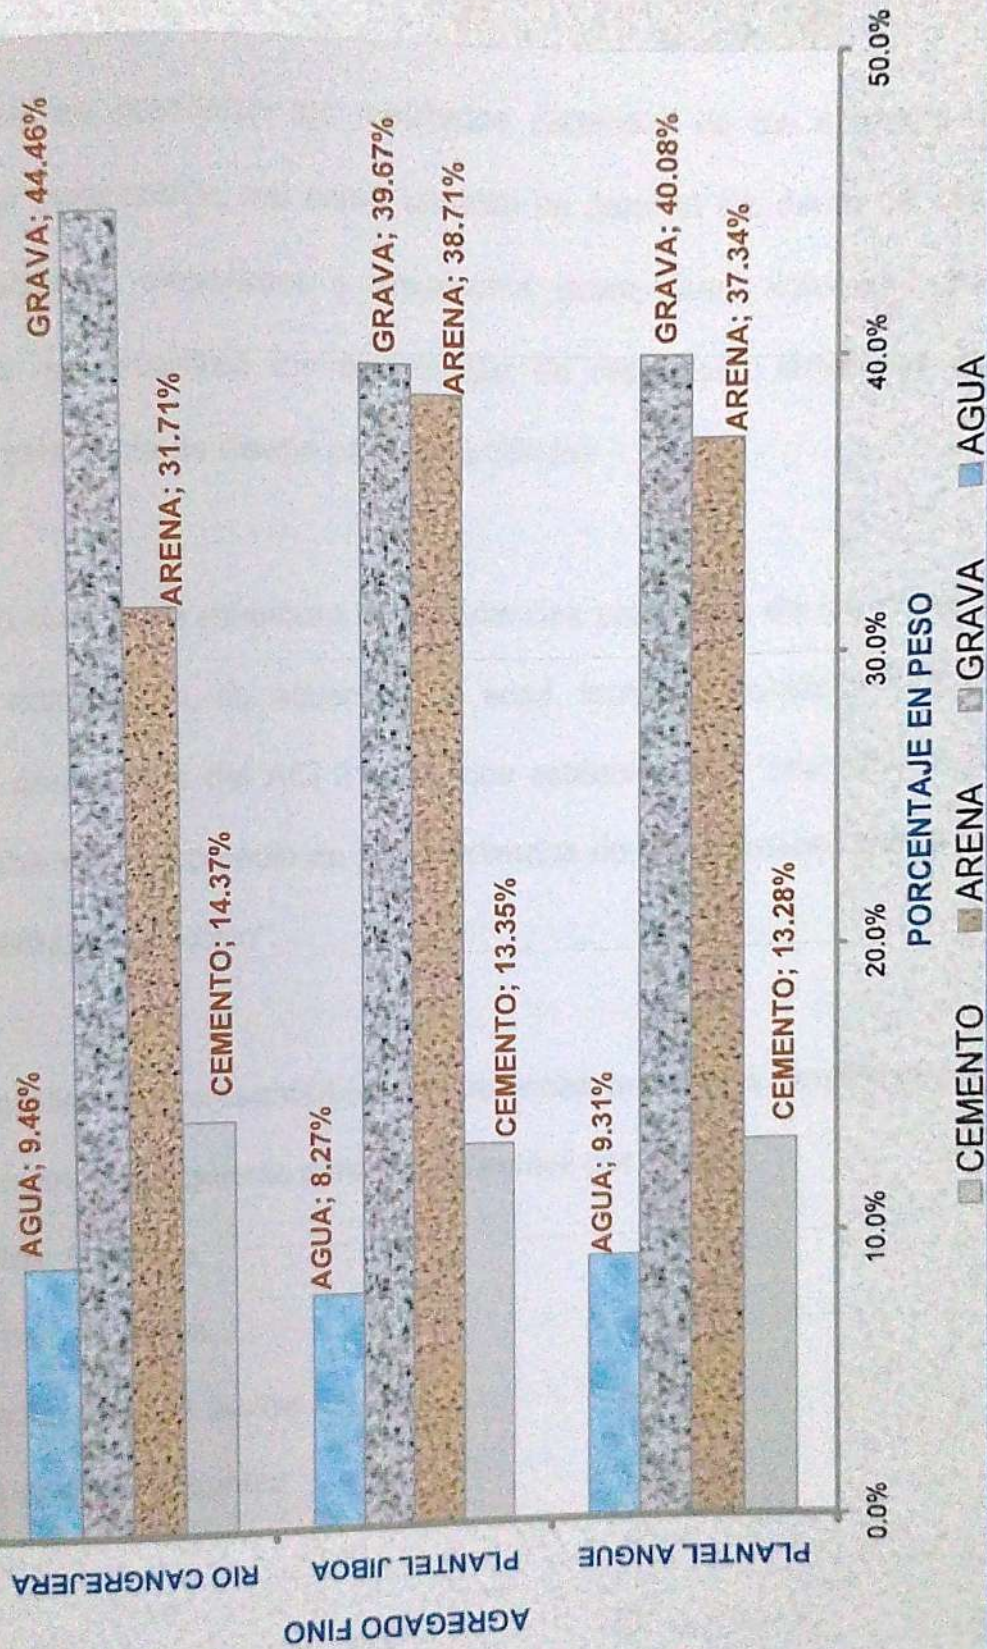 AGREGADO FINO
RIO CANGREJERA
AGUA; 9.46%
GRAVA; 44.46%
ARENA; 31.71%
CEMENTO; 14.37%
PLANTEL JIBOA
AGUA; 8.27%
GRAVA; 39.67%
ARENA; 38.71%
CEMENTO; 13.35%
PLANTEL ANGUE
AGUA; 9.31%
GRAVA; 40.08%
ARENA; 37.34%
CEMENTO; 13.28%
0.0% 10.0% 20.0% 30.0% 40.0% 50.0%
PORCENTAJE EN PESO
CEMENTO ARENA GRAVA AGUA